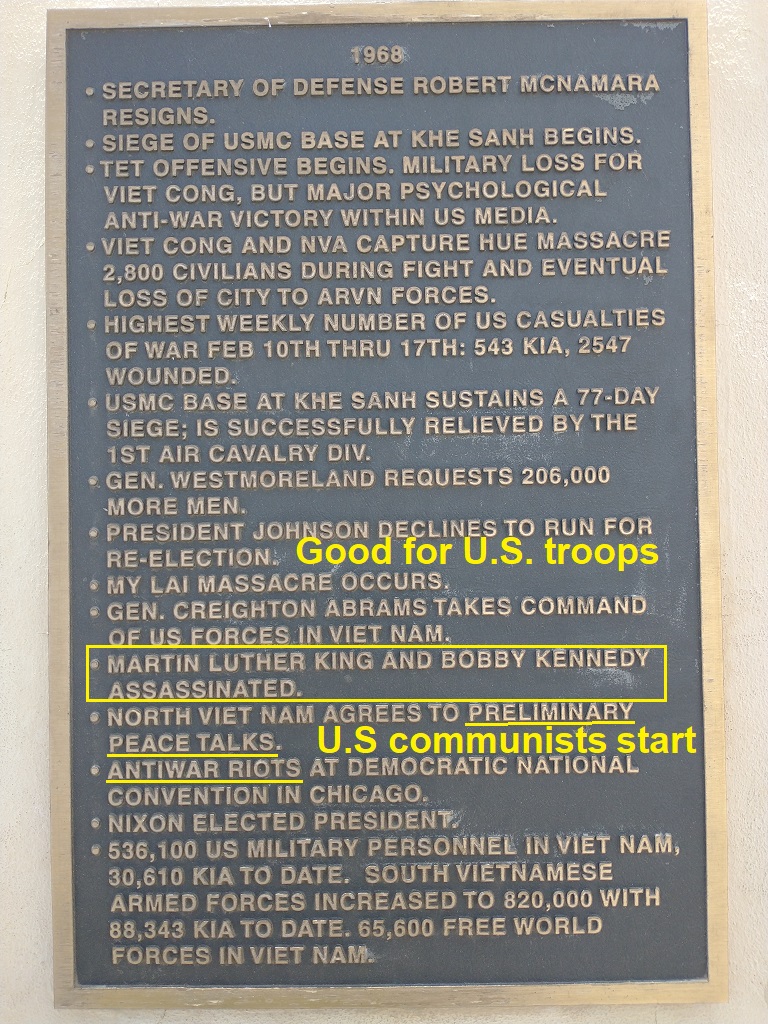 1968
• SECRETARY OF DEFENSE ROBERT MCNAMARA
RESIGNS.
• SIEGE OF USMC BASE AT KHE SANH BEGINS.
• TET OFFENSIVE BEGINS. MILITARY LOSS FOR
VIET CONG, BUT MAJOR PSYCHOLOGICAL
ANTI-WAR VICTORY WITHIN US MEDIA.
• VIET CONG AND NVA CAPTURE HUE MASSACRE
2,800 CIVILIANS DURING FIGHT AND EVENTUAL
LOSS OF CITY TO ARVN FORCES.
• HIGHEST WEEKLY NUMBER OF US CASUALTIES
OF WAR FEB 10TH THRU 17TH: 543 KIA, 2547
WOUNDED.
• USMC BASE AT KHE SANH SUSTAINS A 77-DAY
SIEGE; IS SUCCESSFULLY RELIEVED BY THE
1ST AIR CAVALRY DIV.
• GEN. WESTMORELAND REQUESTS 206,000
MORE MEN.
• PRESIDENT JOHNSON DECLINES TO RUN FOR
RE-ELECTION. Good for U.S. troops
• MY LAI MASSACRE OCCURS.
• GEN. CREIGHTON ABRAMS TAKES COMMAND
OF US FORCES IN VIET NAM.
• MARTIN LUTHER KING AND BOBBY KENNEDY
ASSASSINATED.
• NORTH VIET NAM AGREES TO PRELIMINARY
PEACE TALKS. U.S communists start
• ANTIWAR RIOTS AT DEMOCRATIC NATIONAL
CONVENTION IN CHICAGO.
• NIXON ELECTED PRESIDENT.
• 536,100 US MILITARY PERSONNEL IN VIET NAM,
30,610 KIA TO DATE. SOUTH VIETNAMESE
ARMED FORCES INCREASED TO 820,000 WITH
88,343 KIA TO DATE. 65,600 FREE WORLD
FORCES IN VIET NAM.